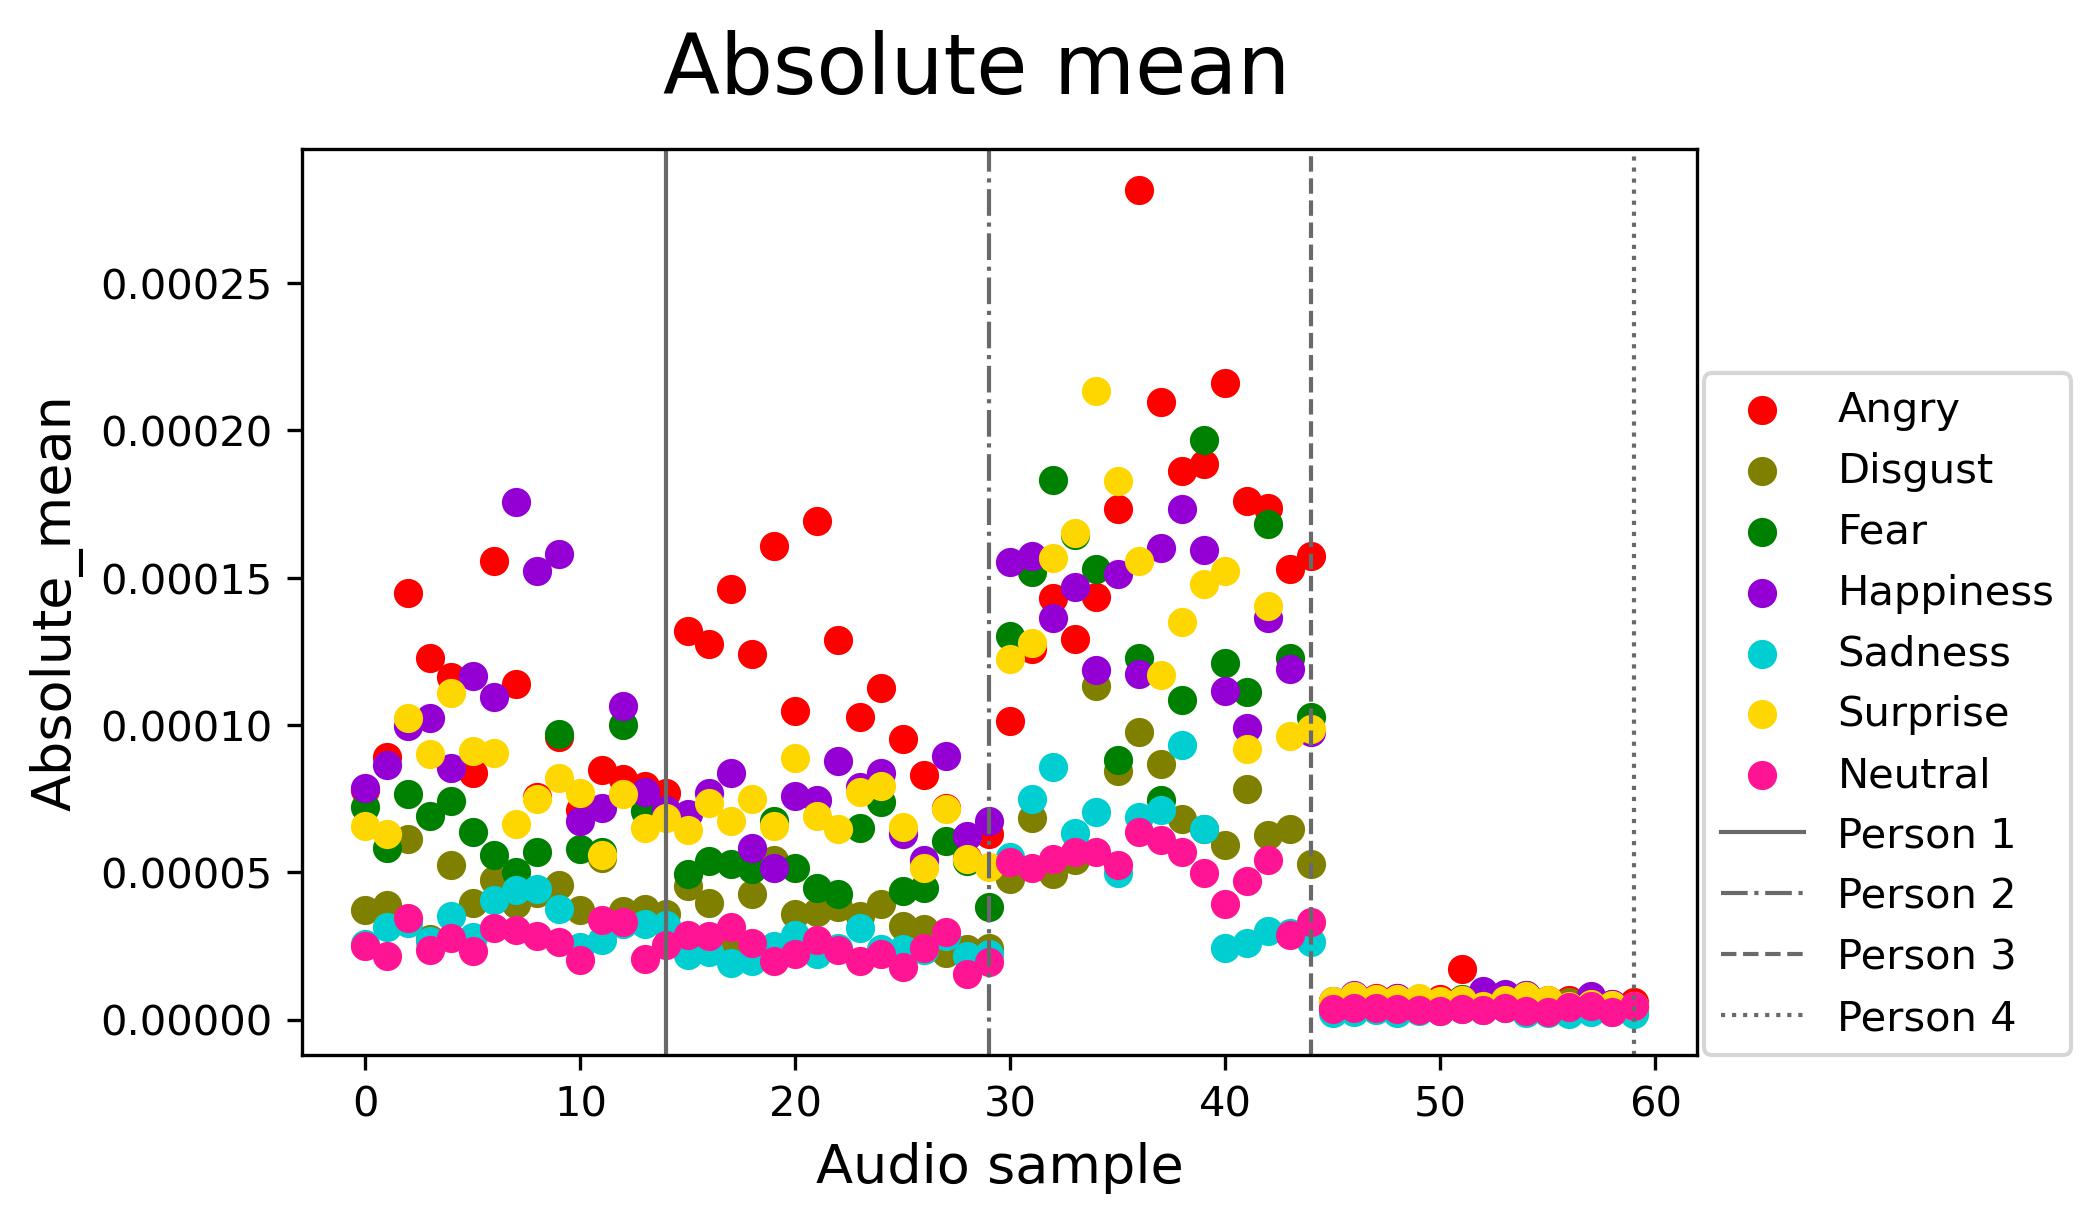 Absolute mean
Absolute_mean
0.00025
0.00020
0.00015
0.00010
0.00005
0.00000
0 10 20 30 40 50 60
Audio sample
Angry
Disgust
Fear
Happiness
Sadness
Surprise
Neutral
Person 1
Person 2
Person 3
Person 4